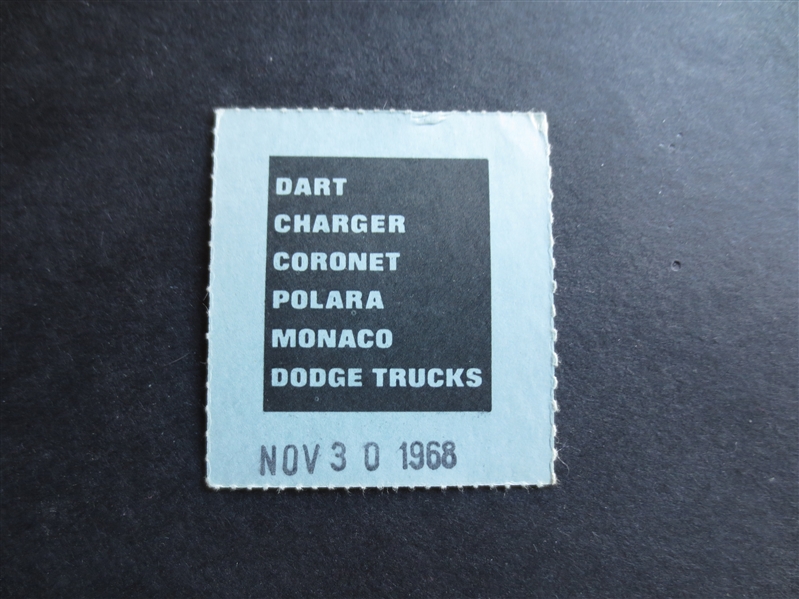 DART
CHARGER
CORONET
POLARA
MONACO
DODGE TRUCKS
NOV 3 0 1968